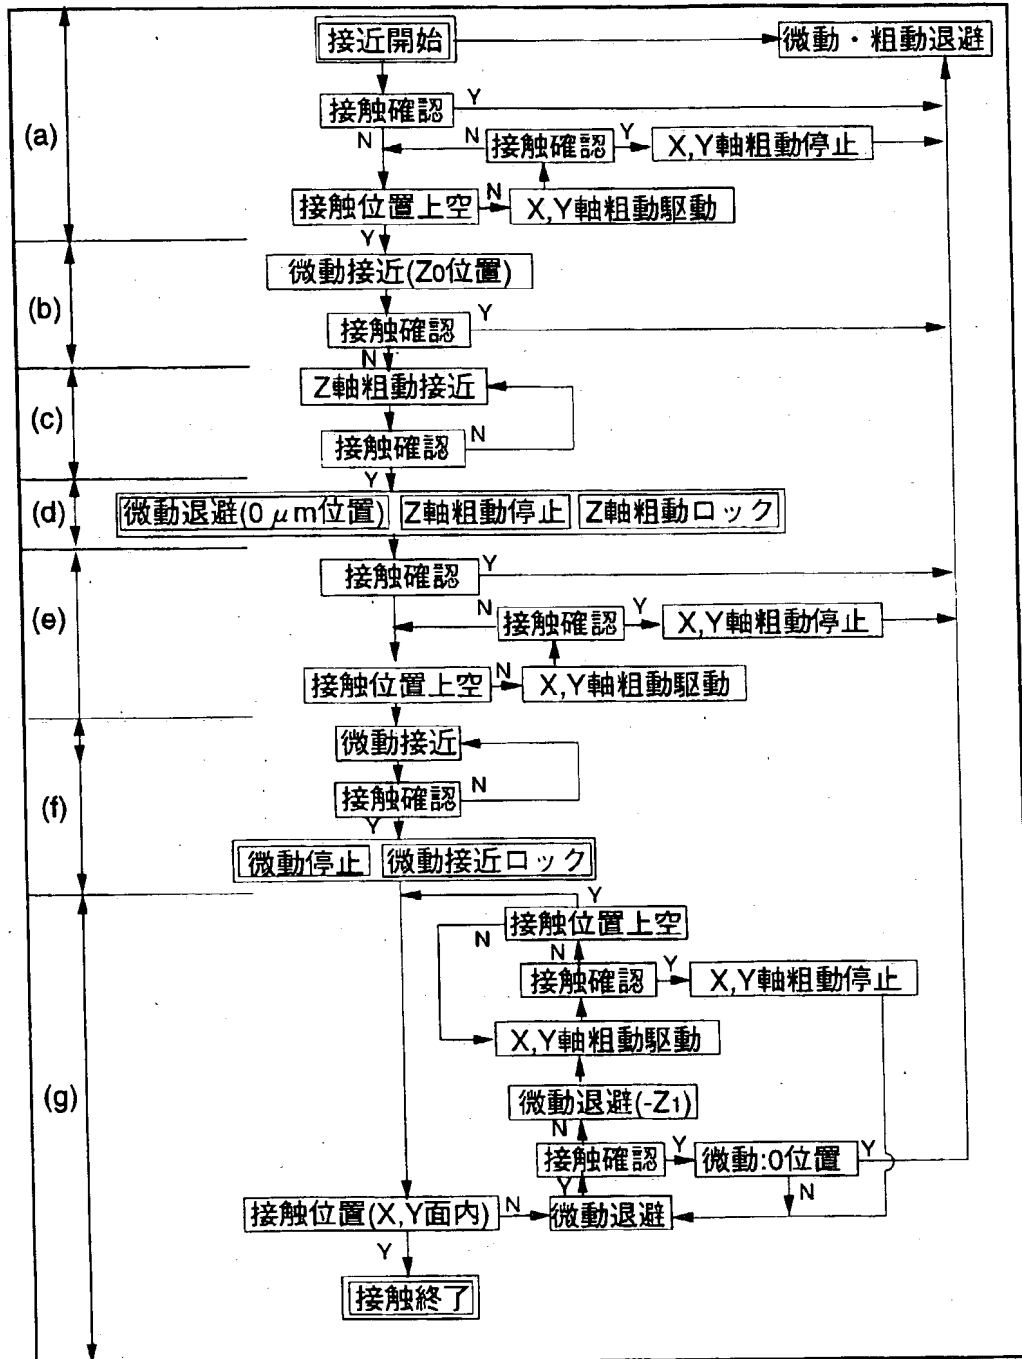 接近開始 微動・粗動退避
接触確認 Y
(a) N N 接触確認 Y X,Y軸粗動停止
接触位置上空 N X,Y軸粗動駆動
Y
微動接近(Z0位置)
(b) Y
接触確認
N
Z軸粗動接近
(c) N
接触確認
Y
(d) 微動退避(0μm位置) Z軸粗動停止 Z軸粗動ロック
接触確認 Y
(e) N 接触確認 Y X,Y軸粗動停止
接触位置上空 N X,Y軸粗動駆動
微動接近
N
(f) 接触確認
Y
微動停止 微動接近ロック
Y
接触位置上空
N
N Y
接触確認 X,Y軸粗動停止
X,Y軸粗動駆動
(g) 微動退避(-Z1)
N
接触確認 Y 微動:0位置 Y
Y N
接触位置(X,Y面内) N 微動退避
Y
接触終了